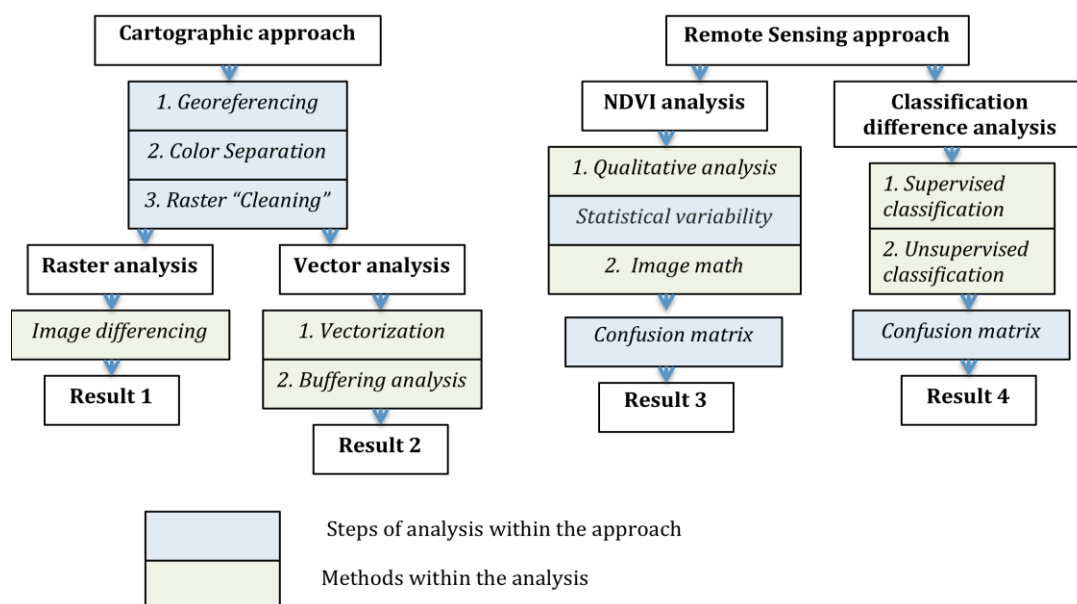 Cartographic approach
1. Georeferencing
2. Color Separation
3. Raster “Cleaning”
Raster analysis
Vector analysis
Image differencing
1. Vectorization
2. Buffering analysis
Result 1
Result 2
Remote Sensing approach
NDVI analysis
Classification
difference analysis
1. Qualitative analysis
Statistical variability
2. Image math
1. Supervised
classification
2. Unsupervised
classification
Confusion matrix
Confusion matrix
Result 3
Result 4
Steps of analysis within the approach
Methods within the analysis